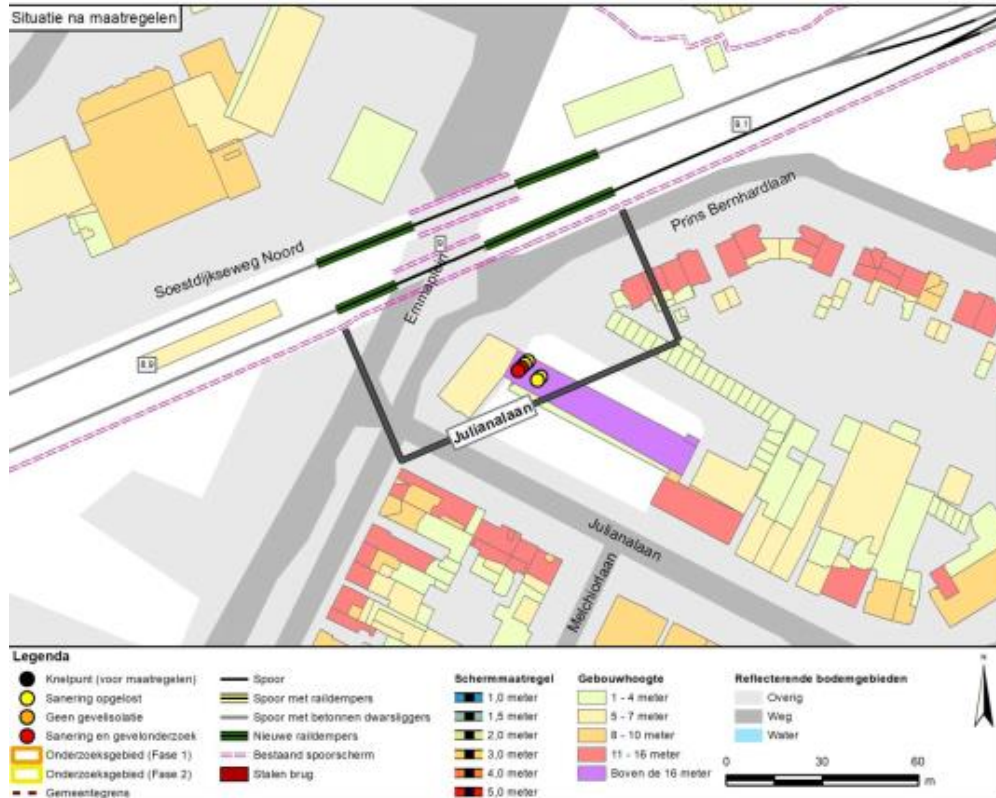 Situatie na maatregelen
9.1
Prins Bernhardlaan
Soestdijkseweg Noord
Emmaplein
8.9
Julianalaan
Julianalaan
Melchiorlaan
Legenda
Knelpunt (voor maatregelen)
Sanering opgelost
Geen gevelisolatie
Sanering en gevelonderzoek
Onderzoeksgebied (Fase 1)
Onderzoeksgebied (Fase 2)
Gemeentegrens
Spoor
Spoor met raildempers
Spoor met betonnen dwarsliggers
Nieuwe raildempers
Bestaand spoorscherm
Stalen brug
Schermmaatregel
1,0 meter
1,5 meter
2,0 meter
3,0 meter
4,0 meter
5,0 meter
Gebouwhoogte
1 - 4 meter
5 - 7 meter
8 - 10 meter
11 - 16 meter
Boven de 16 meter
Reflecterende bodemgebieden
Overig
Weg
Water
N
0 30 60
m